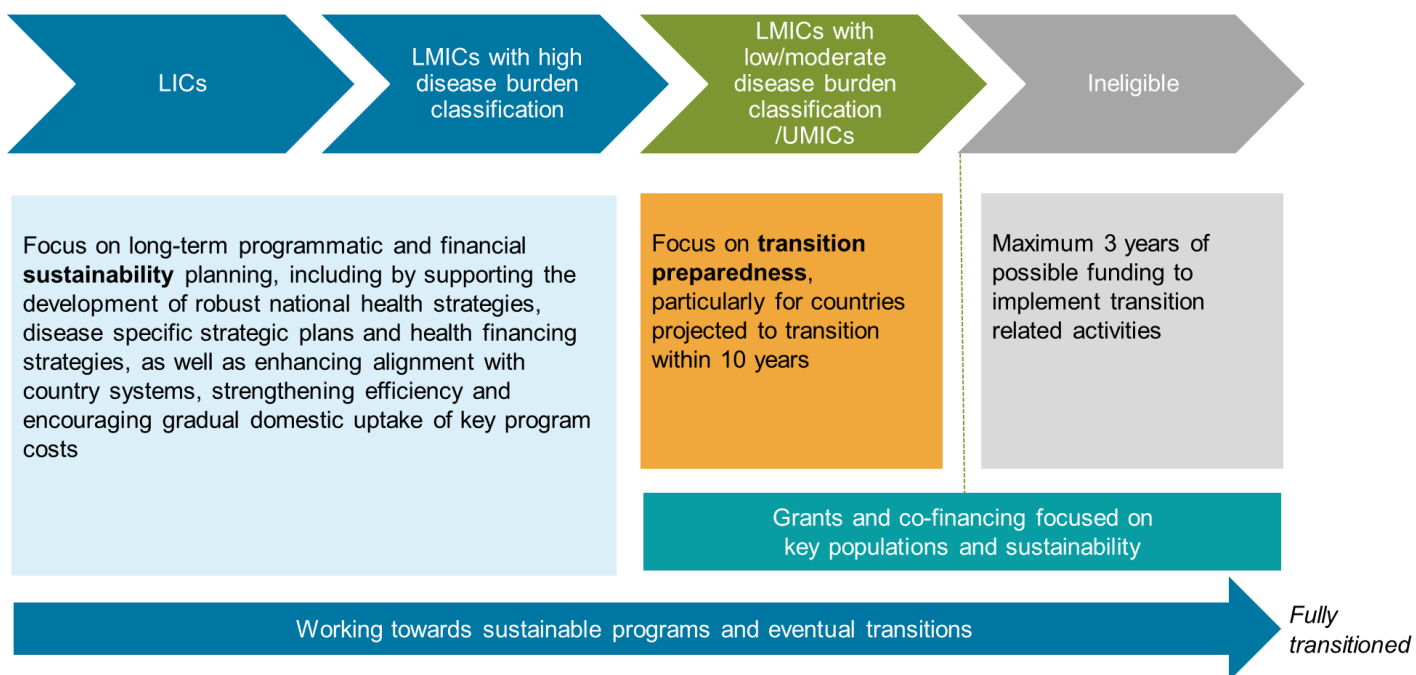 LICs
LMICs with high
disease burden
classification
LMICs with
low/moderate
disease burden
classification
/UMICs
Ineligible
Focus on long-term programmatic and financial
sustainability planning, including by supporting the
development of robust national health strategies,
disease specific strategic plans and health financing
strategies, as well as enhancing alignment with
country systems, strengthening efficiency and
encouraging gradual domestic uptake of key program
costs
Focus on transition
preparedness,
particularly for countries
projected to transition
within 10 years
Maximum 3 years of
possible funding to
implement transition
related activities
Grants and co-financing focused on
key populations and sustainability
Working towards sustainable programs and eventual transitions
Fully
transitioned